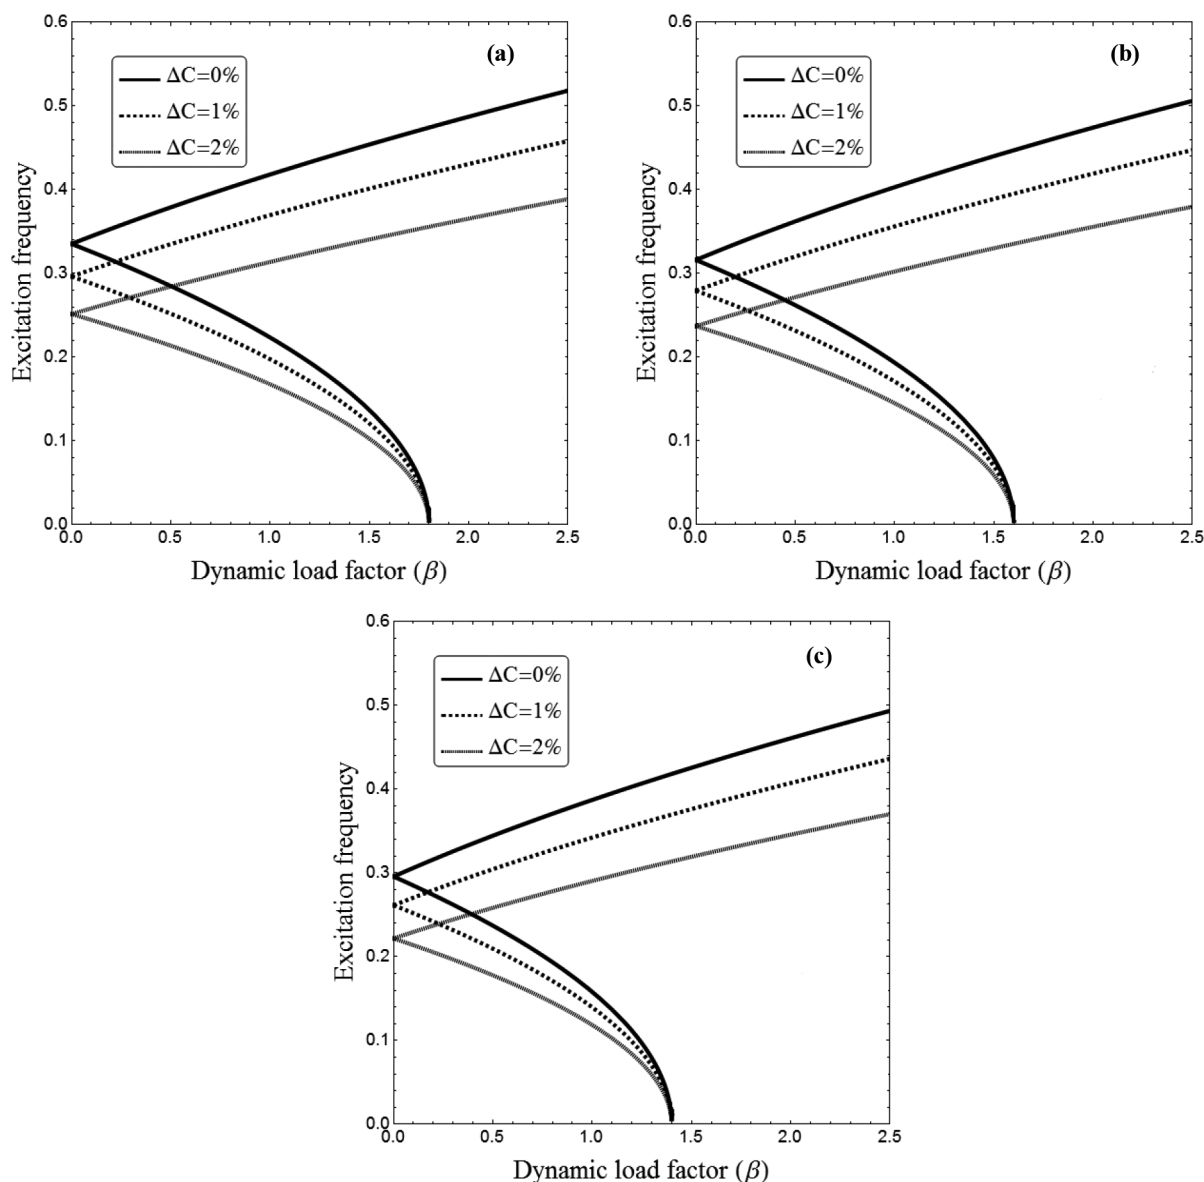 (a)
ΔC=0%
ΔC=1%
ΔC=2%
Excitation frequency
0.6
0.5
0.4
0.3
0.2
0.1
0.0
0.0 0.5 1.0 1.5 2.0 2.5
Dynamic load factor (β)
(b)
ΔC=0%
ΔC=1%
ΔC=2%
Excitation frequency
0.6
0.5
0.4
0.3
0.2
0.1
0.0
0.0 0.5 1.0 1.5 2.0 2.5
Dynamic load factor (β)
(c)
ΔC=0%
ΔC=1%
ΔC=2%
Excitation frequency
0.6
0.5
0.4
0.3
0.2
0.1
0.0
0.0 0.5 1.0 1.5 2.0 2.5
Dynamic load factor (β)